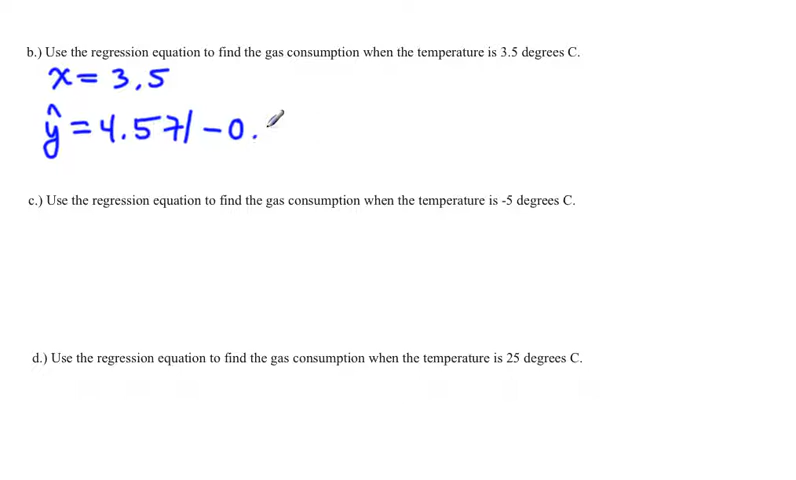 b.) Use the regression equation to find the gas consumption when the temperature is 3.5 degrees C.
x = 3.5
ŷ = 4.571 - 0.
c.) Use the regression equation to find the gas consumption when the temperature is -5 degrees C.
d.) Use the regression equation to find the gas consumption when the temperature is 25 degrees C.